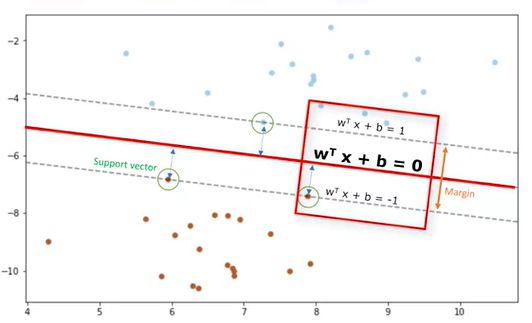 −2
−4
wᵀ x + b = 1
wᵀ x + b = 0
−6
Support vector
wᵀ x + b = -1
Margin
−8
−10
4 5 6 7 8 9 10